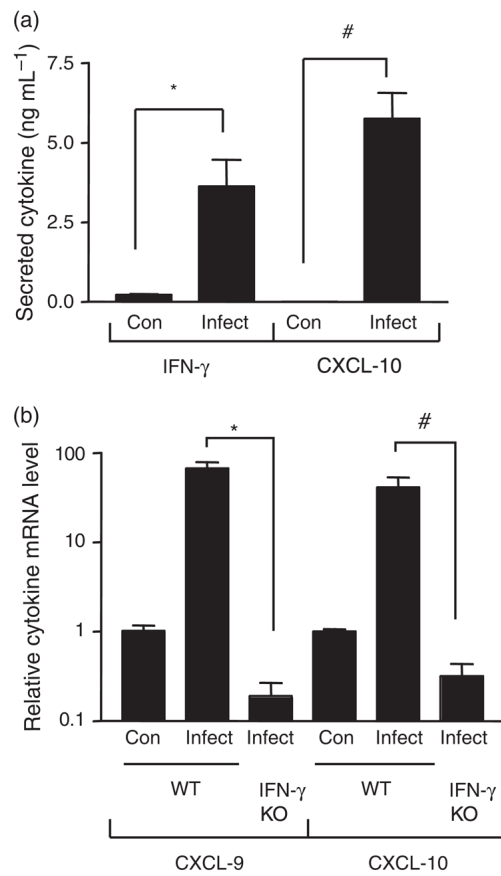 (a)
Secreted cytokine (ng mL⁻¹)
7.5
5.0
2.5
0.0
*
#
Con Infect Con Infect
IFN-γ CXCL-10
(b)
Relative cytokine mRNA level
100
10
1
0.1
*
#
Con Infect Infect Con Infect Infect
WT IFN-γ WT IFN-γ
KO KO
CXCL-9 CXCL-10